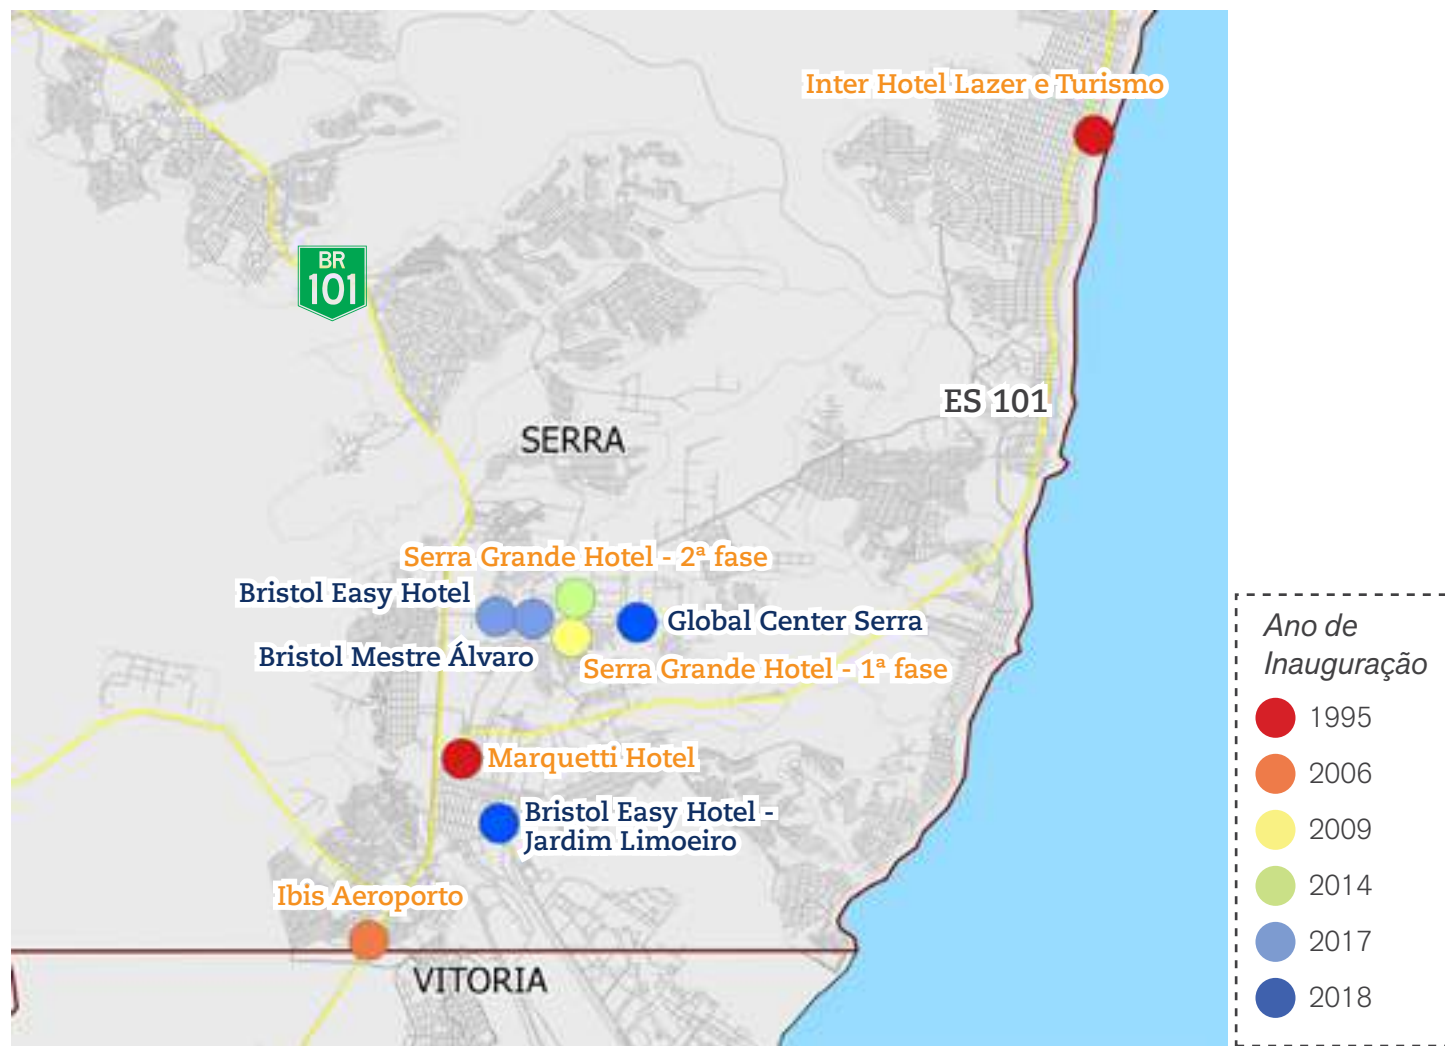 Inter Hotel Lazer e Turismo
BR
101
ES 101
SERRA
Serra Grande Hotel - 2ª fase
Bristol Easy Hotel
Global Center Serra
Bristol Mestre Álvaro
Serra Grande Hotel - 1ª fase
Marquetti Hotel
Bristol Easy Hotel -
Jardim Limoeiro
Ibis Aeroporto
VITORIA
Ano de
Inauguração
1995
2006
2009
2014
2017
2018